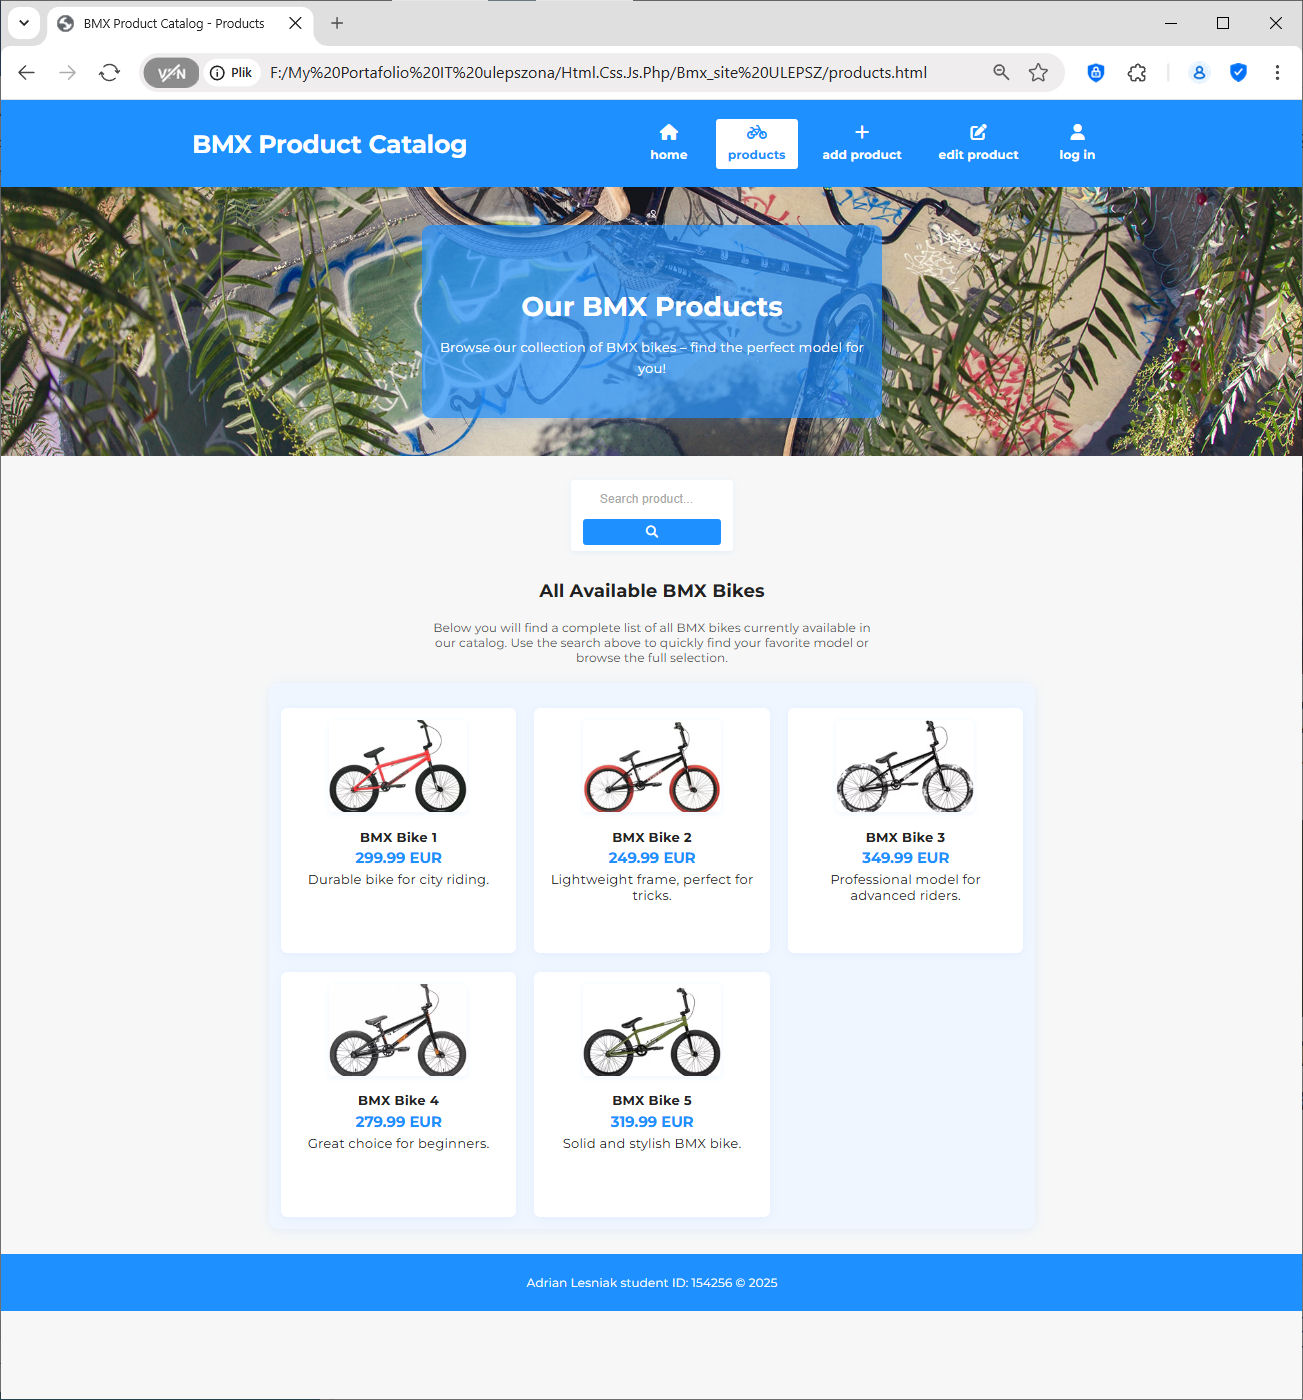 BMX Product Catalog - Products
VPN
Plik
F:/My%20Portafolio%20IT%20ulepszona/Html.Css.Js.Php/Bmx_site%20ULEPSZ/products.html
BMX Product Catalog
home
products
add product
edit product
log in
Our BMX Products
Browse our collection of BMX bikes – find the perfect model for
you!
Search product...
All Available BMX Bikes
Below you will find a complete list of all BMX bikes currently available in
our catalog. Use the search above to quickly find your favorite model or
browse the full selection.
BMX Bike 1
299.99 EUR
Durable bike for city riding.
BMX Bike 2
249.99 EUR
Lightweight frame, perfect for
tricks.
BMX Bike 3
349.99 EUR
Professional model for
advanced riders.
BMX Bike 4
279.99 EUR
Great choice for beginners.
BMX Bike 5
319.99 EUR
Solid and stylish BMX bike.
Adrian Lesniak student ID: 154256 © 2025